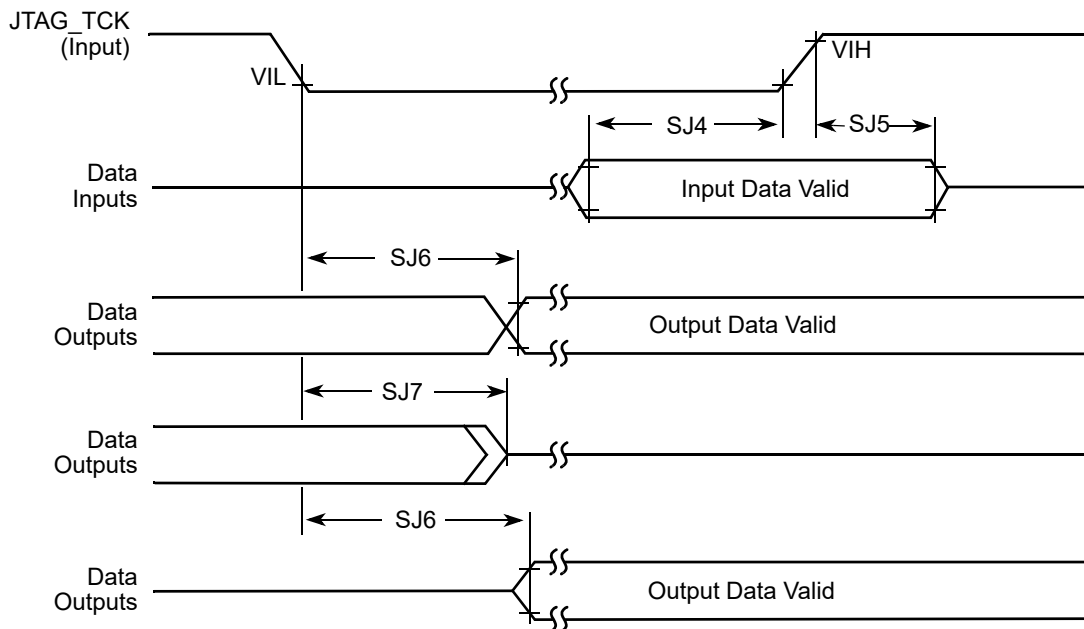 JTAG_TCK
(Input)
VIL
VIH
SJ4
SJ5
Data
Inputs
Input Data Valid
SJ6
Data
Outputs
Output Data Valid
SJ7
Data
Outputs
SJ6
Data
Outputs
Output Data Valid